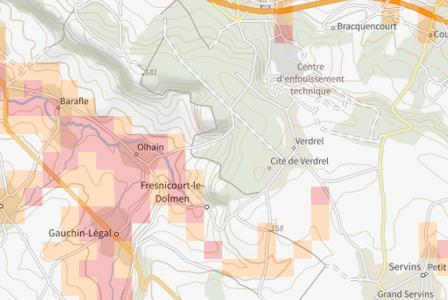 Bracquencourt
Cou
Centre
d'enfouissement
technique
181
Barafle
Olhain
Verdrel
Cité de Verdrel
Fresnicourt-le-
Dolmen
Gauchin-Légal
158
Servins
Petit
Grand Servins